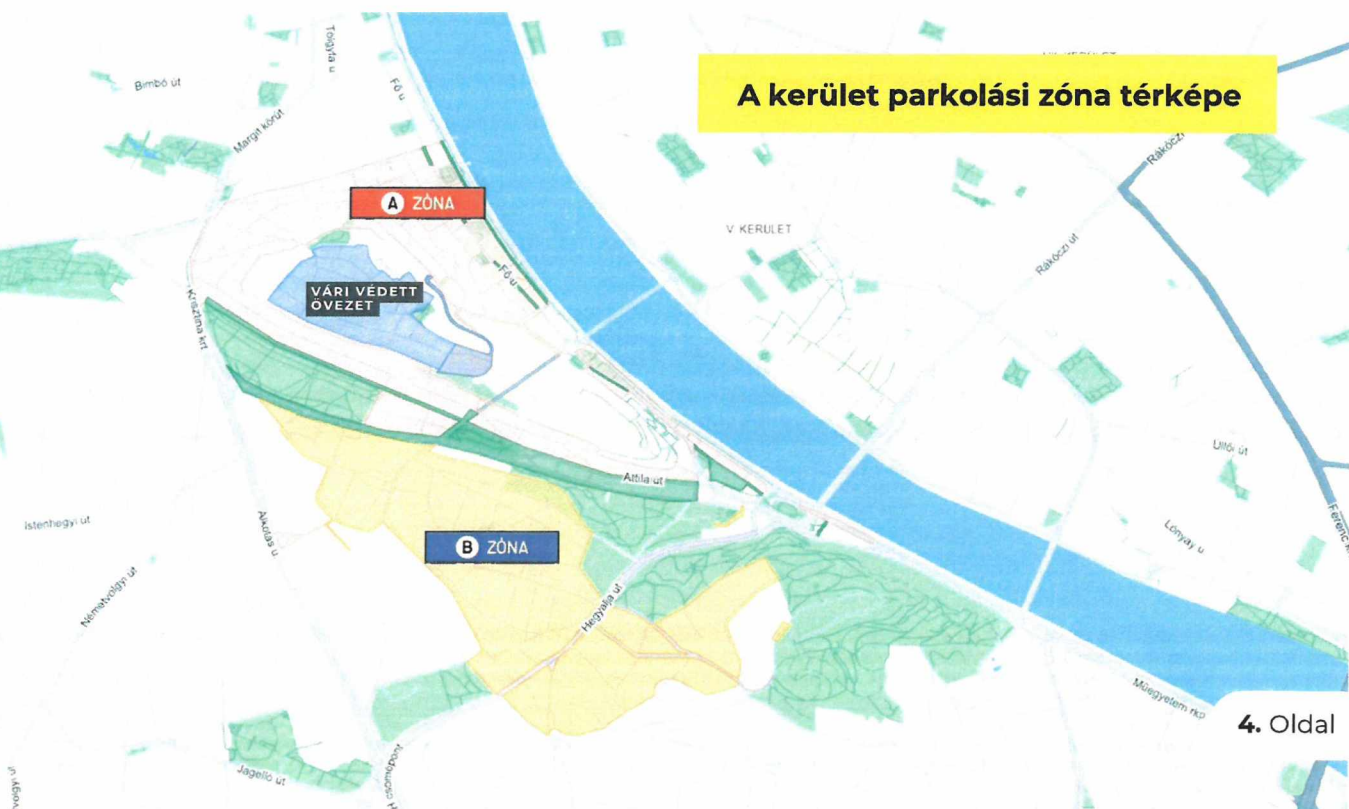 A kerület parkolási zóna térképe
Tölgyfa u
Fő u
Bimbó út
Margit körút
Rákóczi
A ZÓNA
V. KERÜLET
Rákóczi út
Fő u
VÁRI VÉDETT
ÖVEZET
Krisztina krt
Attila út
Üllői út
Istenhegyi út
Alkotás u.
B ZÓNA
Lónyay u
Németvölgyi út
Hegyalja út
Műegyetem rkp
4. Oldal
Jagelló út